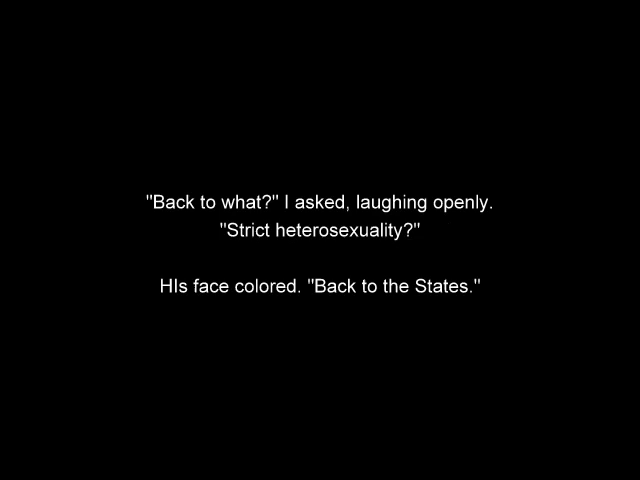 "Back to what?" I asked, laughing openly.
"Strict heterosexuality?"
HIs face colored. "Back to the States."